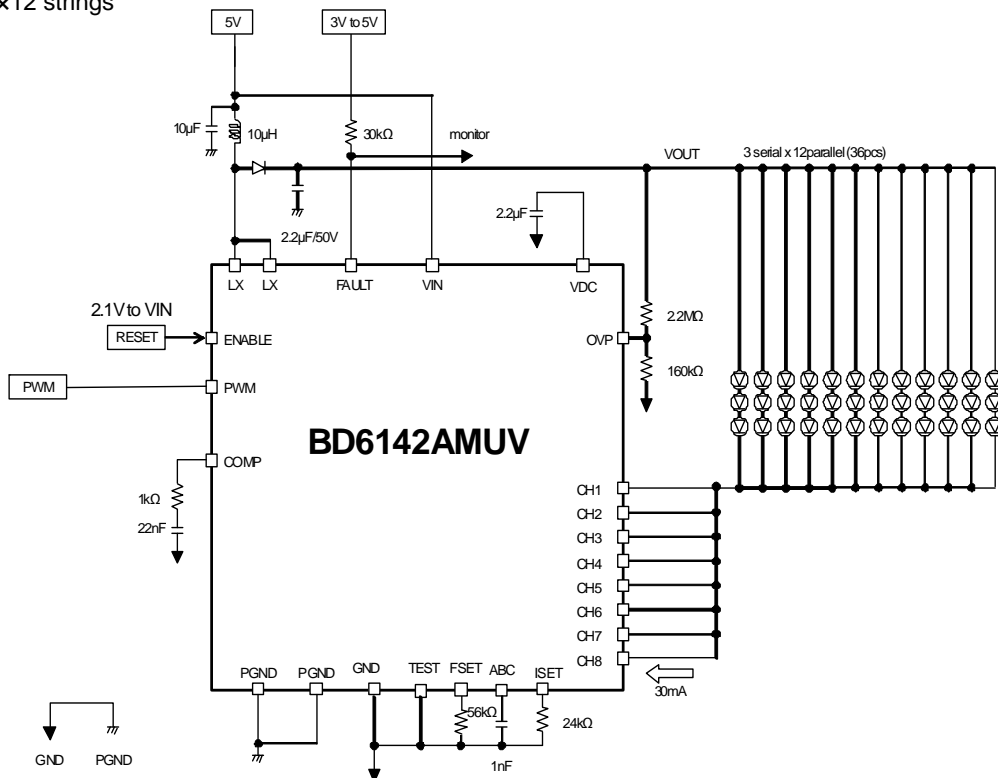 ×12 strings
5V
3V to 5V
10µF
10µH
30kΩ
monitor
VOUT
3 serial x 12parallel (36pcs)
2.2µF/50V
2.2µF
LX
LX
FAULT
VIN
VDC
2.1V to VIN
RESET
ENABLE
OVP
2.2MΩ
160kΩ
PWM
PWM
BD6142AMUV
COMP
1kΩ
22nF
CH1
CH2
CH3
CH4
CH5
CH6
CH7
CH8
30mA
PGND
PGND
GND
TEST
FSET
ABC
ISET
56kΩ
24kΩ
1nF
GND
PGND